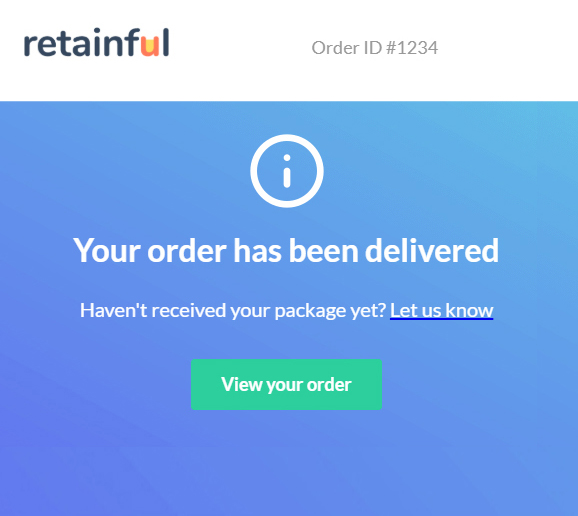 retainful
Order ID #1234
Your order has been delivered
Haven't received your package yet? Let us know
View your order